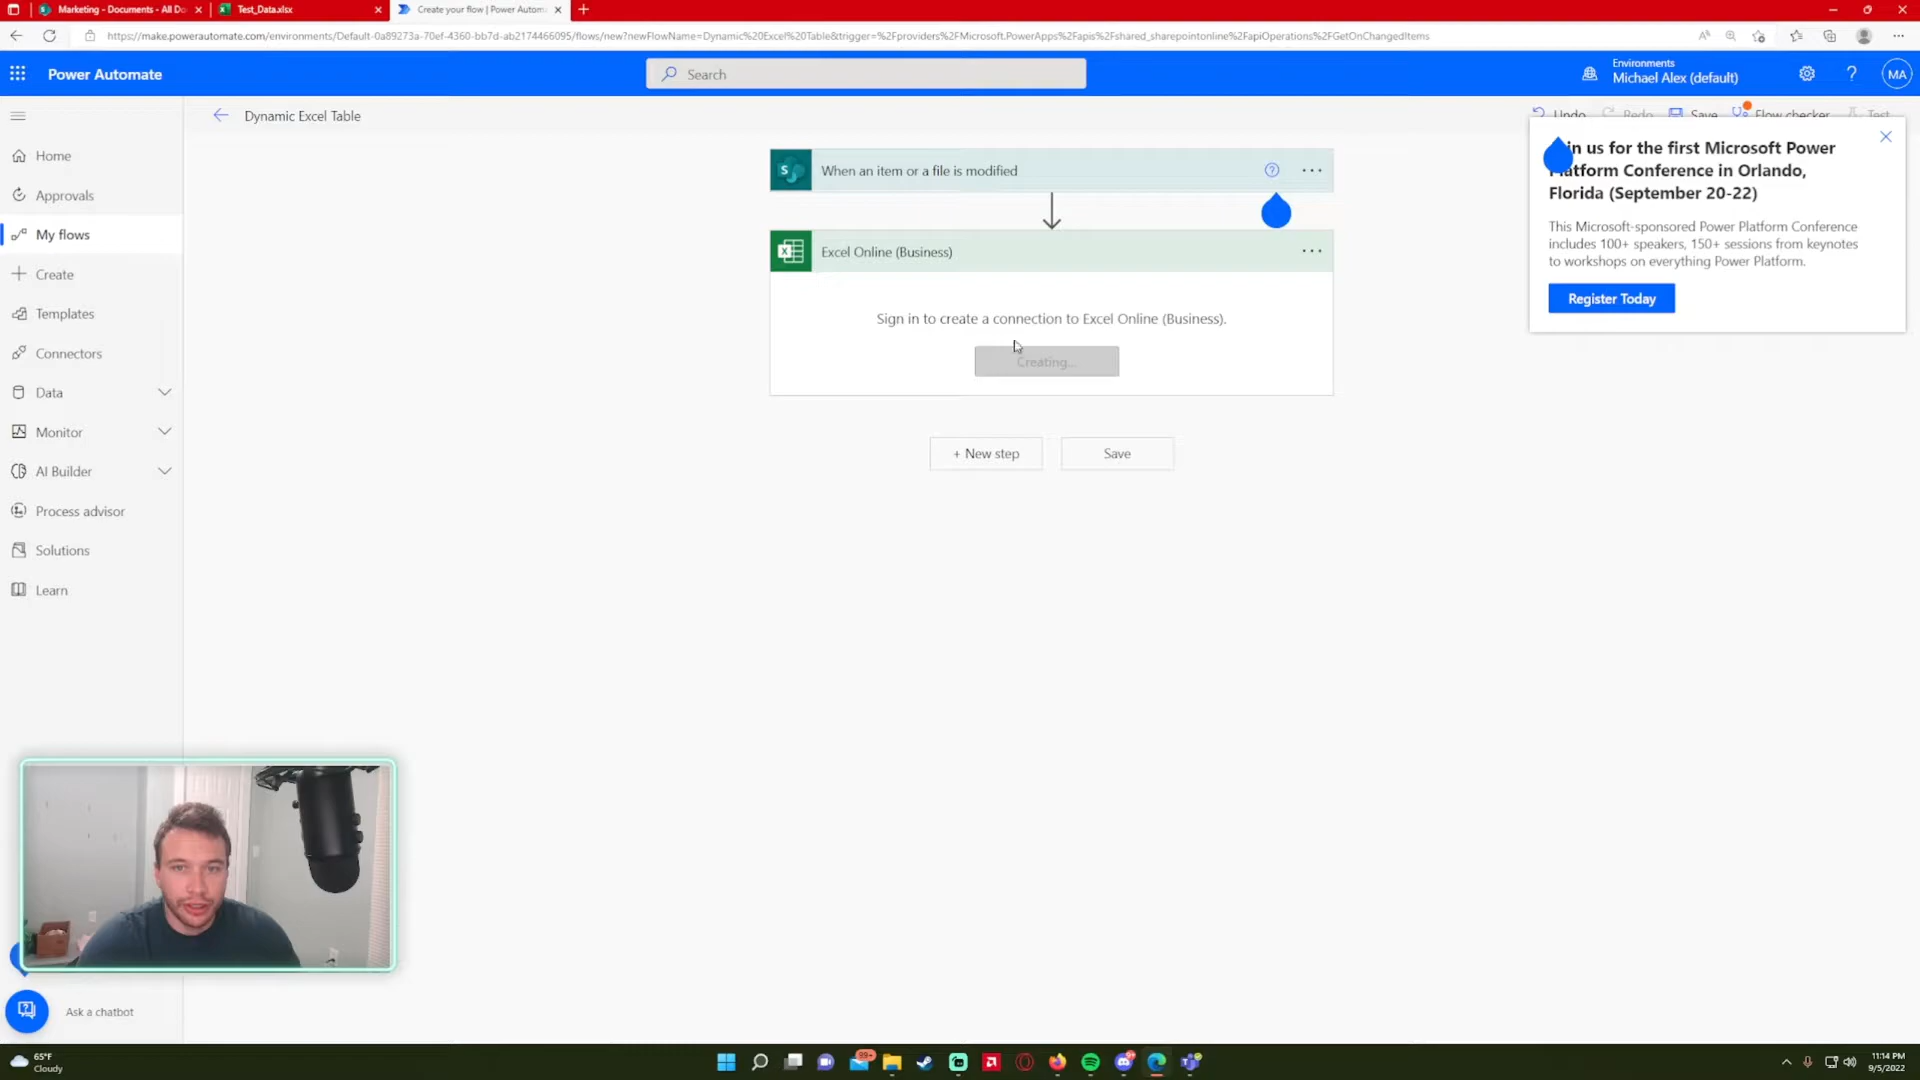 Marketing - Documents - All Do
Test_Data.xlsx
Create your flow | Power Autom
https://make.powerautomate.com/environments/Default-0a89273a-70ef-4360-bb7d-ab2174466095/flows/new?newFlowName=Dynamic%20Excel%20Table&trigger=%2Fproviders%2FMicrosoft.PowerApps%2Fapis%2Fshared_sharepointonline%2FapiOperations%2FGetOnChangedItems
Power Automate
Search
Environments
Michael Alex (default)
MA
Dynamic Excel Table
Undo
Redo
Save
Flow checker
Test
Home
Approvals
My flows
Create
Templates
Connectors
Data
Monitor
AI Builder
Process advisor
Solutions
Learn
Ask a chatbot
When an item or a file is modified
Excel Online (Business)
Sign in to create a connection to Excel Online (Business).
Creating...
+ New step
Save
in us for the first Microsoft Power
Platform Conference in Orlando,
Florida (September 20-22)
This Microsoft-sponsored Power Platform Conference
includes 100+ speakers, 150+ sessions from keynotes
to workshops on everything Power Platform.
Register Today
65°F
Cloudy
99+
11:14 PM
9/5/2022